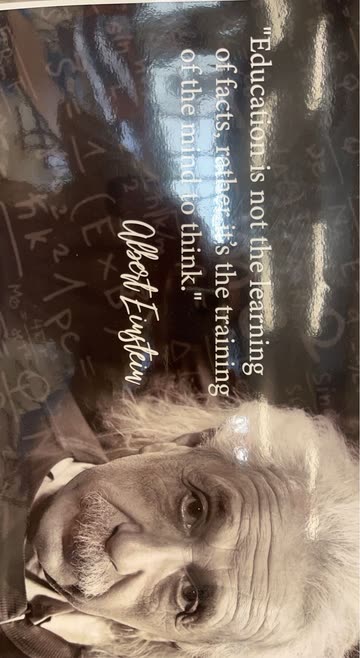 "Education is not the learning
of facts, rather it's the training
of the mind to think."
Albert Einstein